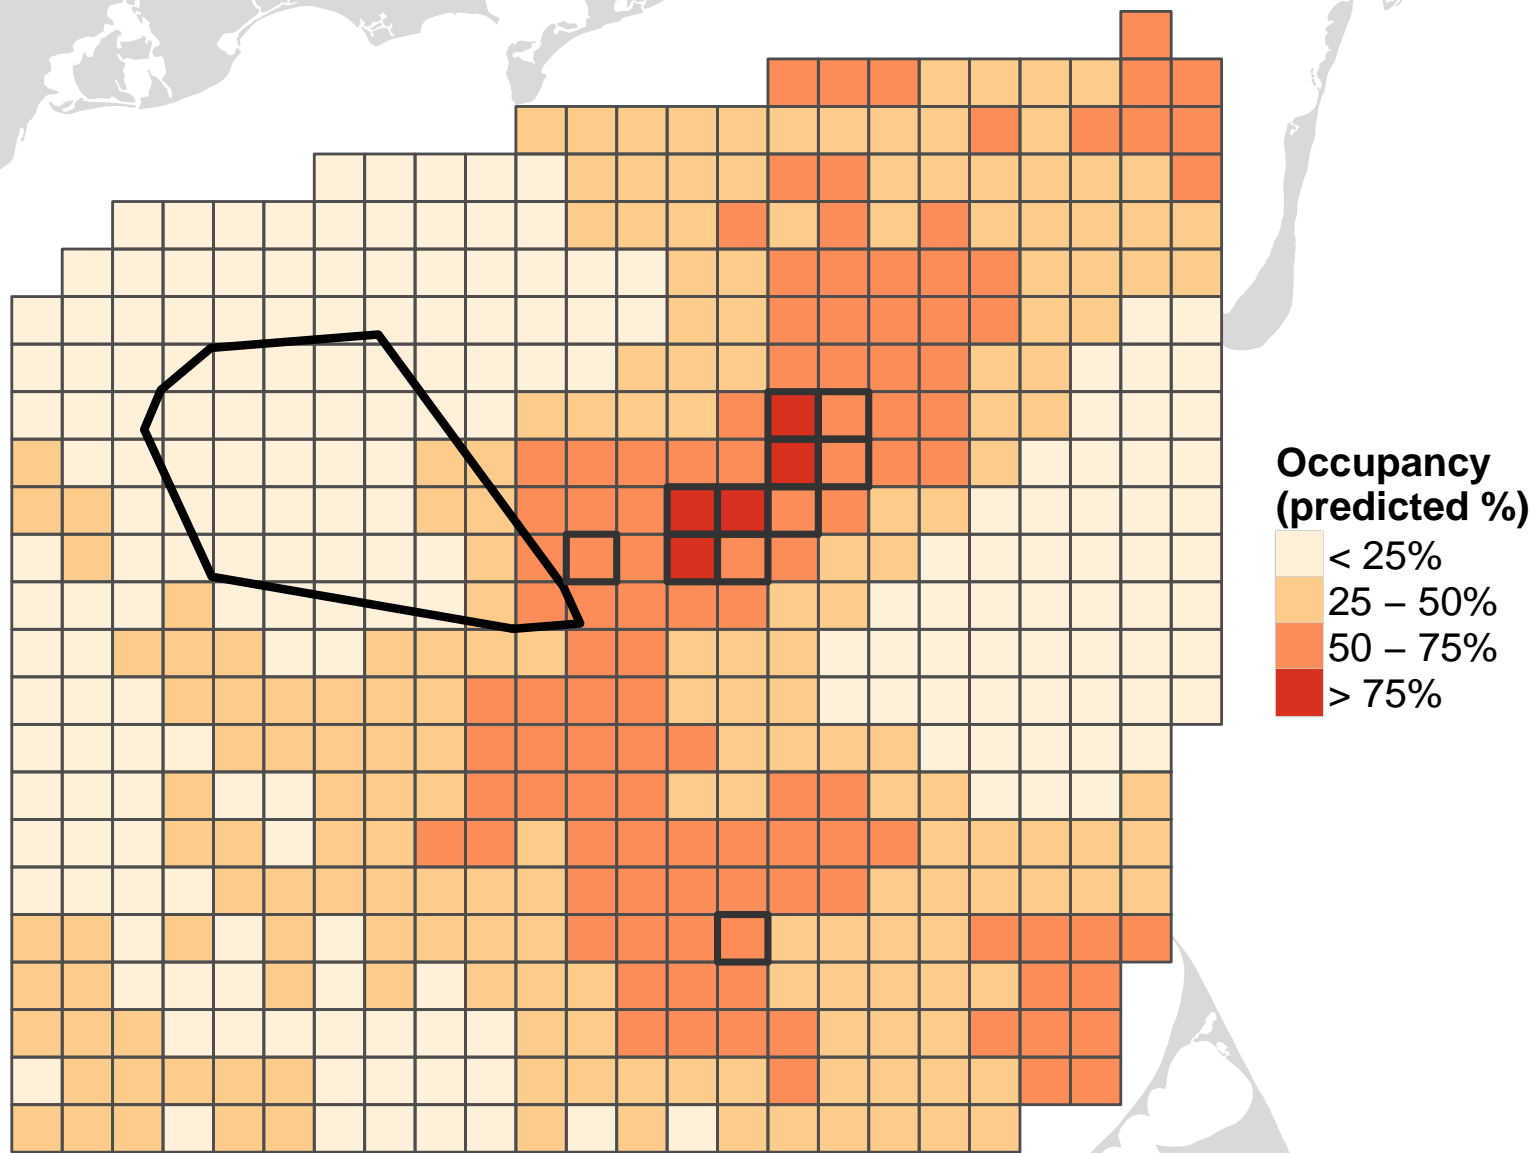 Occupancy
(predicted %)
< 25%
25 – 50%
50 – 75%
> 75%